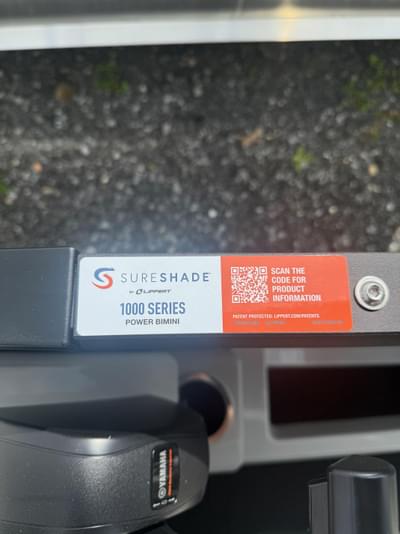 SURESHADE
BY LIPPERT
1000 SERIES
POWER BIMINI
SCAN THE
CODE FOR
PRODUCT
INFORMATION
PATENT PROTECTED: LIPPERT.COM/PATENTS
YAMAHA